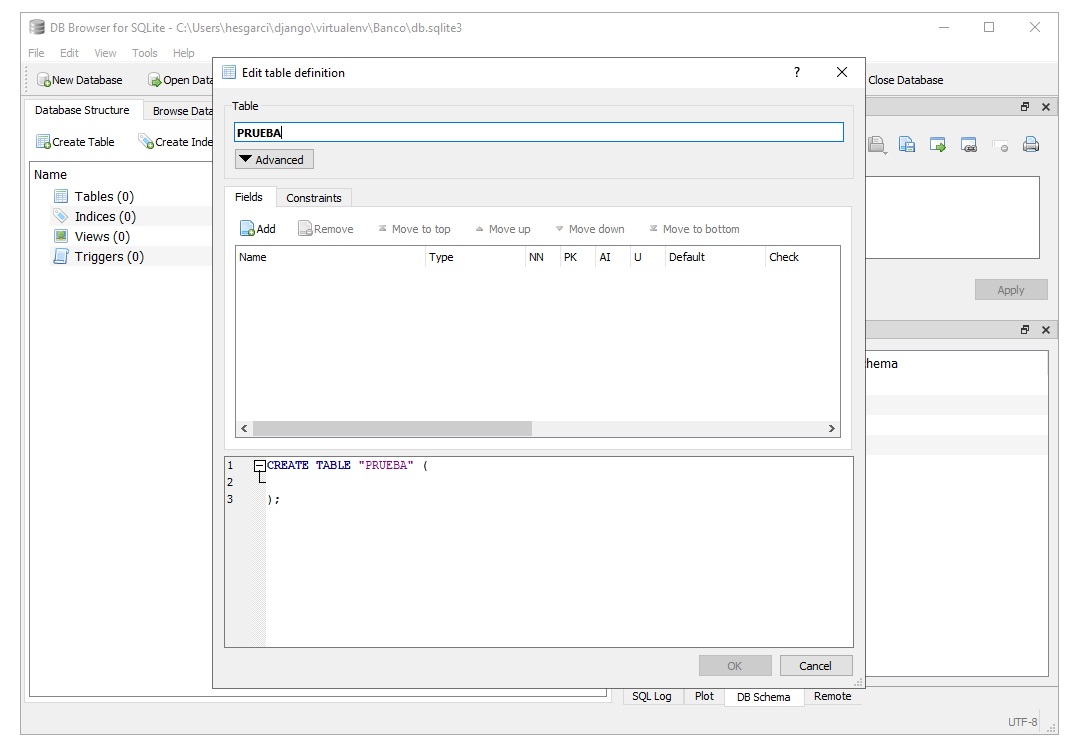 DB Browser for SQLite - C:\Users\hesgarci\django\virtualenv\Banco\db.sqlite3
File Edit View Tools Help
New Database Open Data Close Database
Database Structure Browse Data
Create Table Create Inde
Name
Tables (0)
Indices (0)
Views (0)
Triggers (0)
Edit table definition ?
Table
PRUEBA
Advanced
Fields Constraints
Add Remove Move to top Move up Move down Move to bottom
Name Type NN PK AI U Default Check
1 CREATE TABLE "PRUEBA" (
2
3 );
OK Cancel
Apply
hema
SQL Log Plot DB Schema Remote
UTF-8